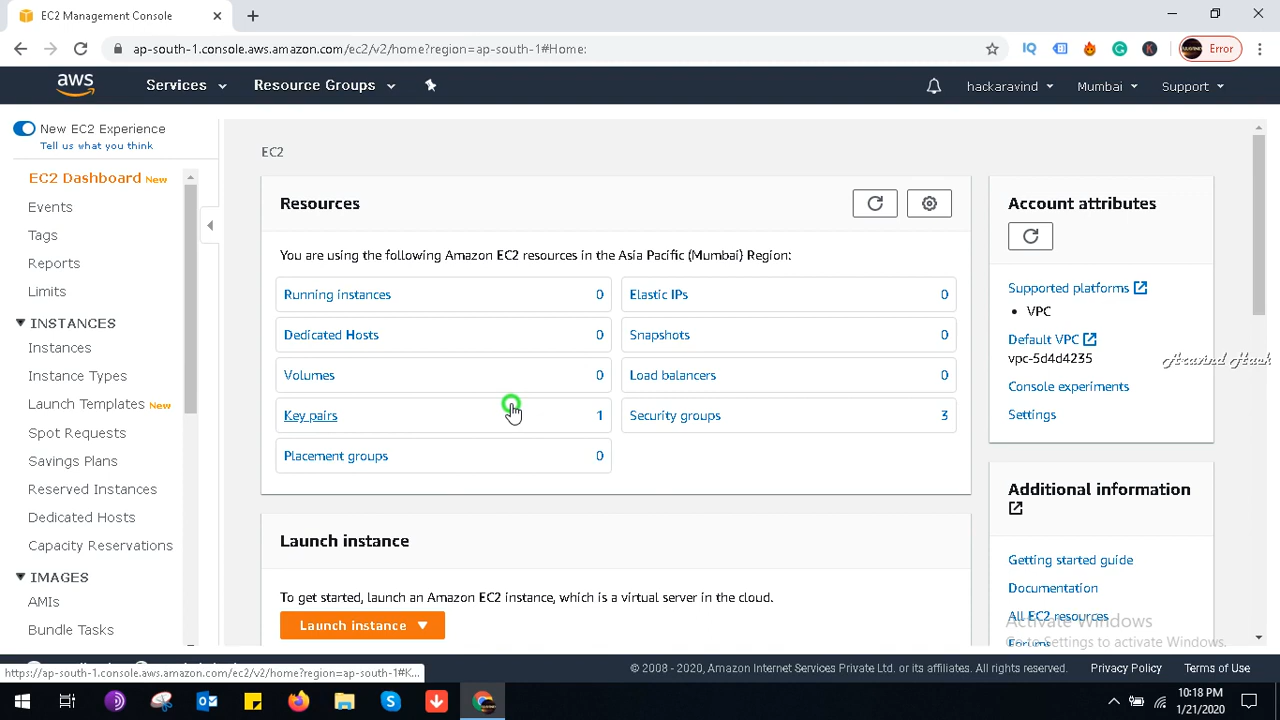 EC2 Management Console
ap-south-1.console.aws.amazon.com/ec2/v2/home?region=ap-south-1#Home:
Error
aws
Services
Resource Groups
hackaravind
Mumbai
Support
New EC2 Experience
Tell us what you think
EC2 Dashboard New
Events
Tags
Reports
Limits
INSTANCES
Instances
Instance Types
Launch Templates New
Spot Requests
Savings Plans
Reserved Instances
Dedicated Hosts
Capacity Reservations
IMAGES
AMIs
Bundle Tasks
EC2
Resources
You are using the following Amazon EC2 resources in the Asia Pacific (Mumbai) Region:
Running instances 0
Elastic IPs 0
Dedicated Hosts 0
Snapshots 0
Volumes 0
Load balancers 0
Key pairs 1
Security groups 3
Placement groups 0
Launch instance
To get started, launch an Amazon EC2 instance, which is a virtual server in the cloud.
Launch instance
Account attributes
Supported platforms
• VPC
Default VPC
vpc-5d4d4235
Console experiments
Settings
Aravind Hack
Additional information
Getting started guide
Documentation
All EC2 resources
Forums
Activate Windows
Go to Settings to activate Windows.
https://ap-south-1.console.aws.amazon.com/ec2/v2/home?region=ap-south-1#K...
© 2008 - 2020, Amazon Internet Services Private Ltd. or its affiliates. All rights reserved.
Privacy Policy
Terms of Use
10:18 PM
1/21/2020